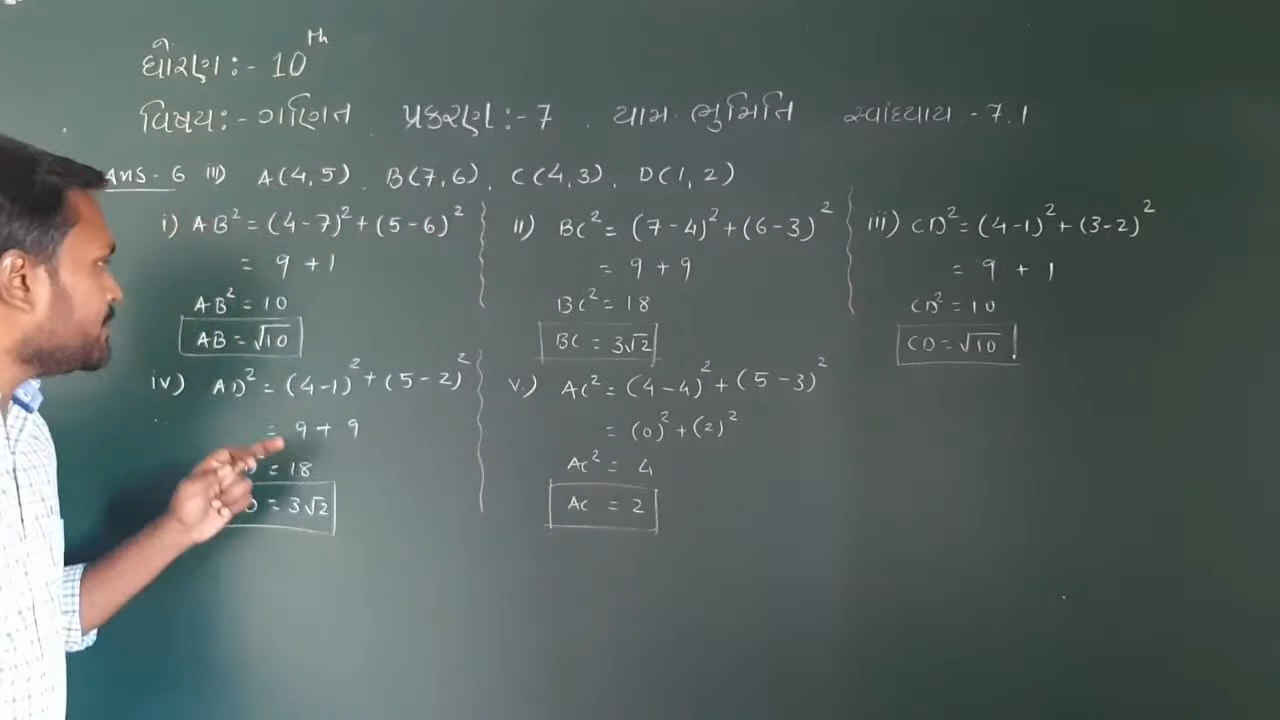 ધોરણ:- 10th
વિષય:- ગણિત પ્રકરણ:- 7 યામ ભુમિતિ સ્વાધ્યાય - 7.1
Ans - 6 iii) A(4,5), B(7,6), C(4,3), D(1,2)
i) AB² = (4-7)² + (5-6)²
= 9 + 1
AB² = 10
AB = √10
ii) BC² = (7-4)² + (6-3)²
= 9 + 9
BC² = 18
BC = 3√2
iii) CD² = (4-1)² + (3-2)²
= 9 + 1
CD² = 10
CD = √10
iv) AD² = (4-1)² + (5-2)²
= 9 + 9
² = 18
D = 3√2
v.) AC² = (4-4)² + (5-3)²
= (0)² + (2)²
AC² = 4
AC = 2